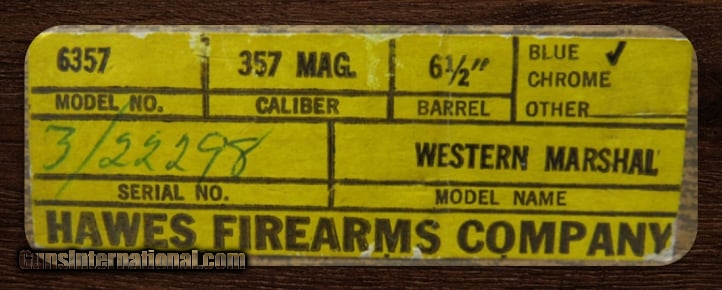 6357 357 MAG. 6½" BLUE ✓
CHROME
MODEL NO. CALIBER BARREL OTHER
3/22298 WESTERN MARSHAL
SERIAL NO. MODEL NAME
HAWES FIREARMS COMPANY
GunsInternational.com